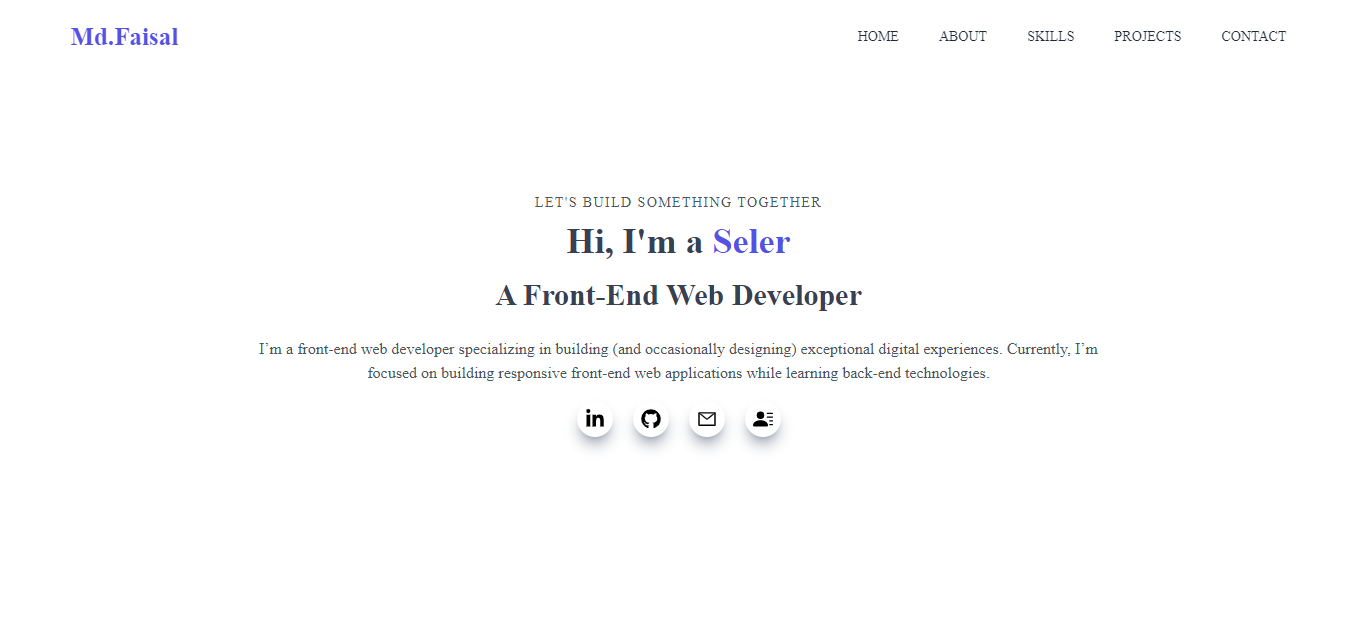 Md.Faisal
HOME ABOUT SKILLS PROJECTS CONTACT
LET'S BUILD SOMETHING TOGETHER
Hi, I'm a Seler
A Front-End Web Developer
I’m a front-end web developer specializing in building (and occasionally designing) exceptional digital experiences. Currently, I’m
focused on building responsive front-end web applications while learning back-end technologies.
in